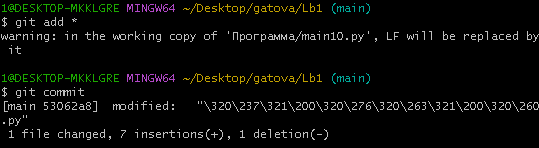 1@DESKTOP-MKKLGRE MINGW64 ~/Desktop/gatova/Lb1 (main)
$ git add *
warning: in the working copy of 'Программа/main10.py', LF will be replaced by
 it

1@DESKTOP-MKKLGRE MINGW64 ~/Desktop/gatova/Lb1 (main)
$ git commit
[main 53062a8]  modified:   "\320\237\321\200\320\276\320\263\321\200\320\260
.py"
 1 file changed, 7 insertions(+), 1 deletion(-)